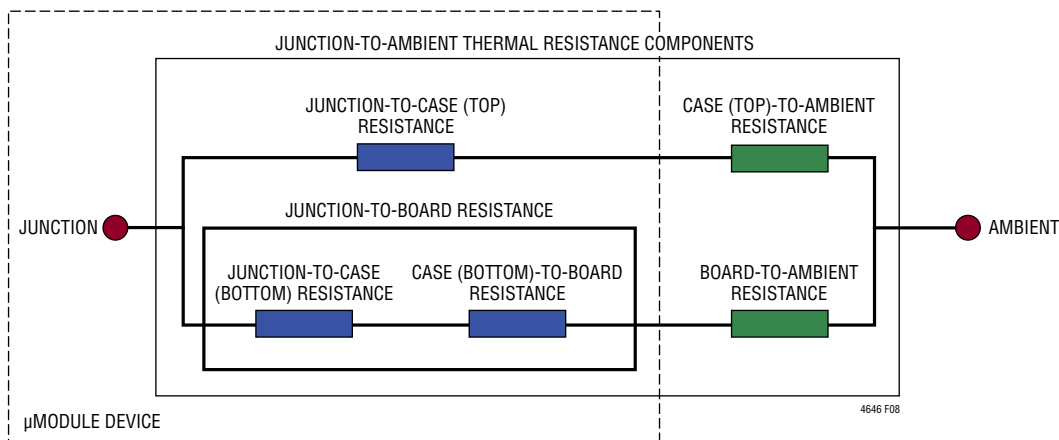 JUNCTION-TO-AMBIENT THERMAL RESISTANCE COMPONENTS
JUNCTION-TO-CASE (TOP)
RESISTANCE
CASE (TOP)-TO-AMBIENT
RESISTANCE
JUNCTION
JUNCTION-TO-BOARD RESISTANCE
AMBIENT
JUNCTION-TO-CASE
(BOTTOM) RESISTANCE
CASE (BOTTOM)-TO-BOARD
RESISTANCE
BOARD-TO-AMBIENT
RESISTANCE
4646 F08
µMODULE DEVICE